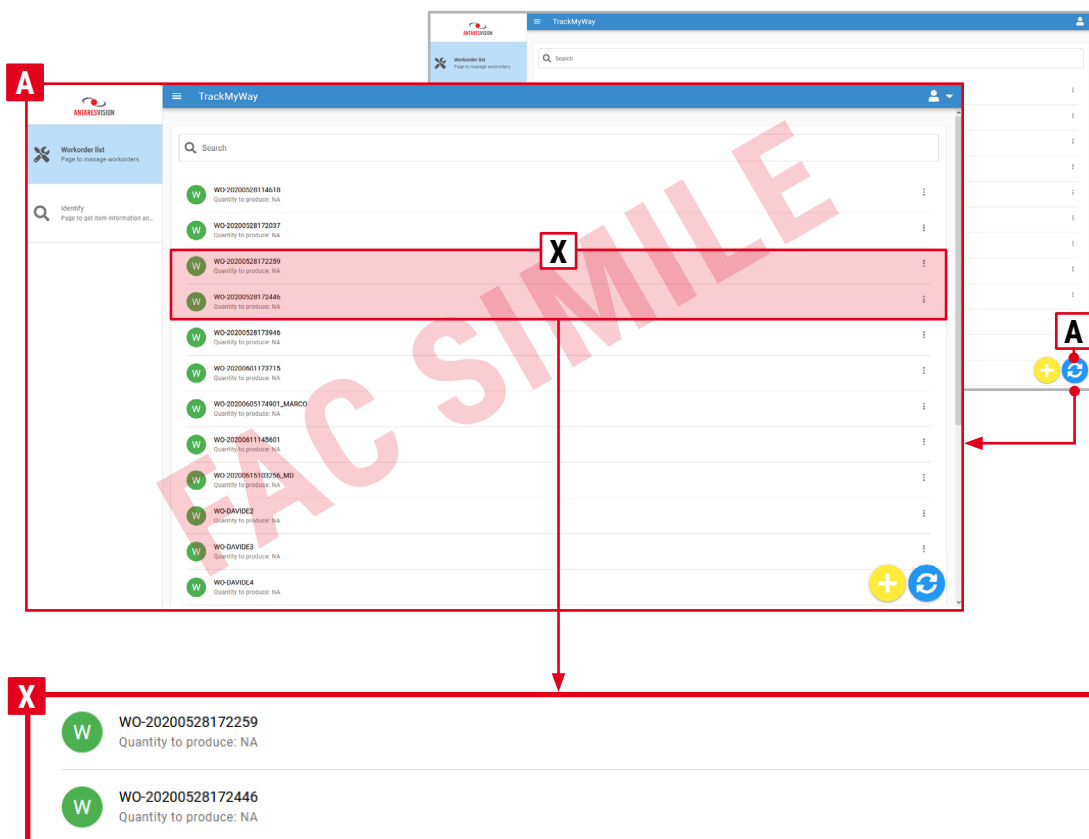 ANTARESVISION
TrackMyWay
Workorder list
Page to manage workorders
Search
A
ANTARESVISION
TrackMyWay
Workorder list
Page to manage workorders
Identify
Page to get item information an...
Search
WO-20200528114618
Quantity to produce: NA
WO-20200528172037
Quantity to produce: NA
X
WO-20200528172259
Quantity to produce: NA
WO-20200528172446
Quantity to produce: NA
WO-20200528173946
Quantity to produce: NA
WO-20200601173715
Quantity to produce: NA
WO-20200605174901_MARCO
Quantity to produce: NA
WO-20200611145601
Quantity to produce: NA
WO-20200615103256_MD
Quantity to produce: NA
WO-DAVIDE2
Quantity to produce: NA
WO-DAVIDE3
Quantity to produce: NA
WO-DAVIDE4
Quantity to produce: NA
W
W
W
W
W
W
W
W
W
W
W
W
FAC SIMILE
A
X
W
WO-20200528172259
Quantity to produce: NA
W
WO-20200528172446
Quantity to produce: NA